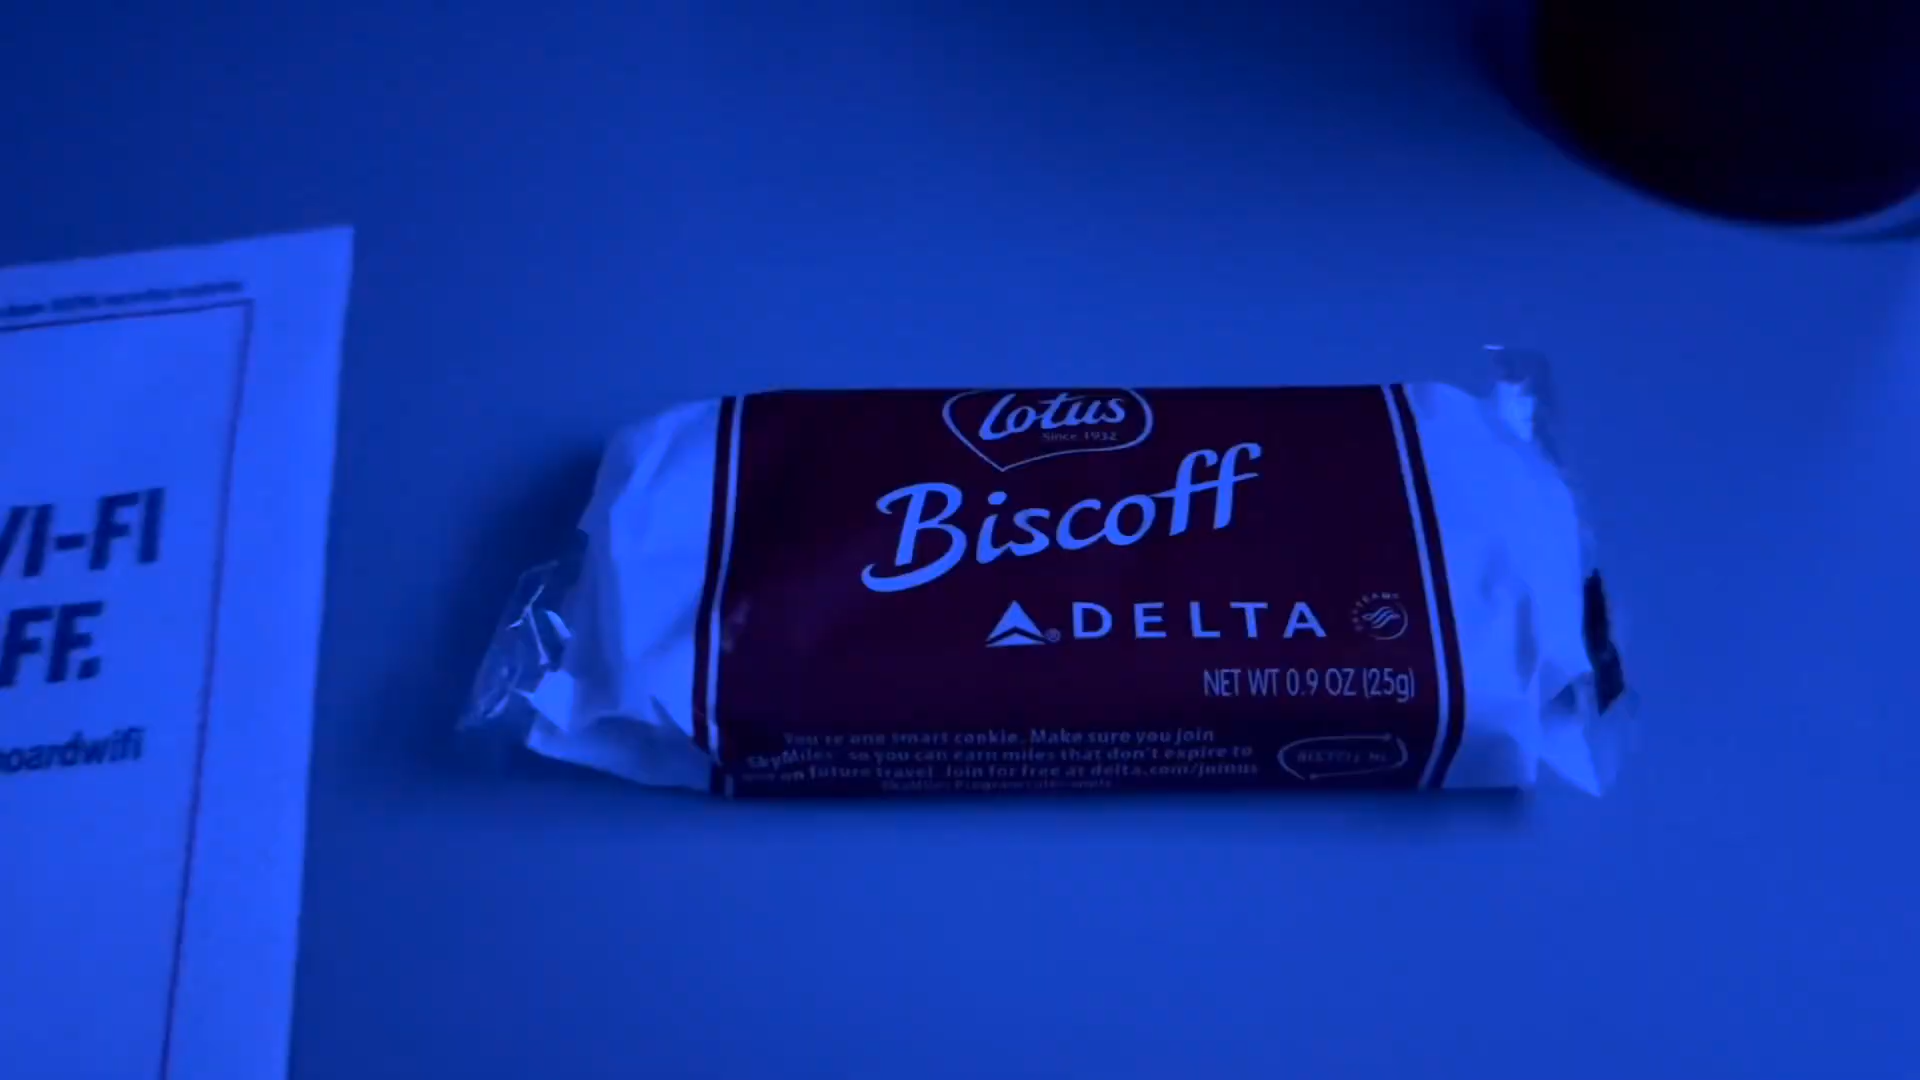 VI-FI
FF.
boardwifi
Lotus
Since 1932
Biscoff
DELTA
NET WT 0.9 OZ (25g)
You're one smart cookie. Make sure you join
SkyMiles so you can earn miles that don't expire to
use on future travel. Join for free at delta.com/joinus